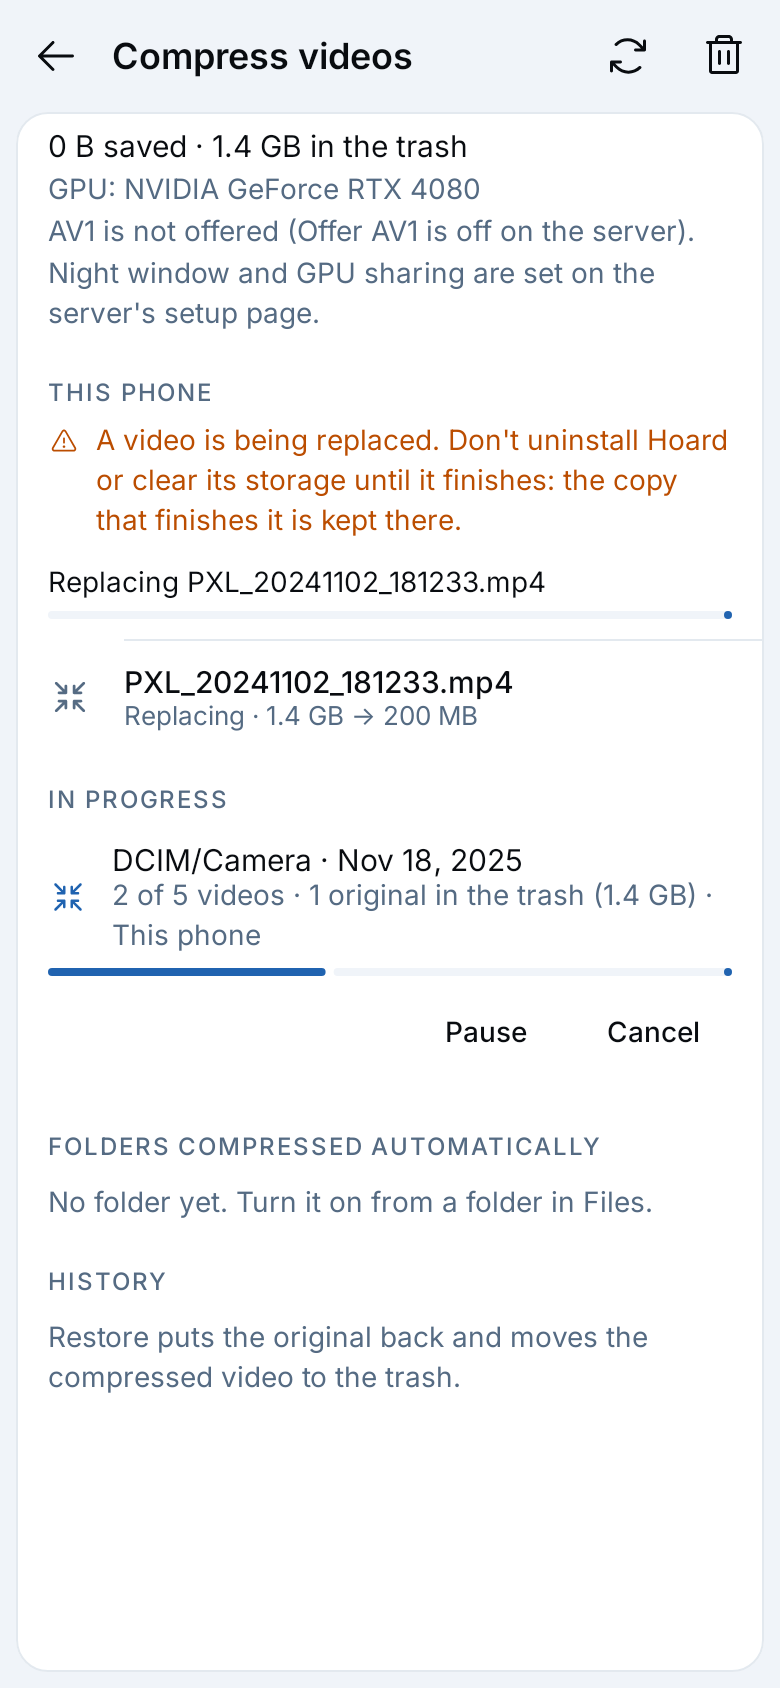 Compress videos
0 B saved · 1.4 GB in the trash
GPU: NVIDIA GeForce RTX 4080
AV1 is not offered (Offer AV1 is off on the server).
Night window and GPU sharing are set on the
server's setup page.
THIS PHONE
A video is being replaced. Don't uninstall Hoard
or clear its storage until it finishes: the copy
that finishes it is kept there.
Replacing PXL_20241102_181233.mp4
PXL_20241102_181233.mp4
Replacing · 1.4 GB → 200 MB
IN PROGRESS
DCIM/Camera · Nov 18, 2025
2 of 5 videos · 1 original in the trash (1.4 GB) ·
This phone
Pause Cancel
FOLDERS COMPRESSED AUTOMATICALLY
No folder yet. Turn it on from a folder in Files.
HISTORY
Restore puts the original back and moves the
compressed video to the trash.